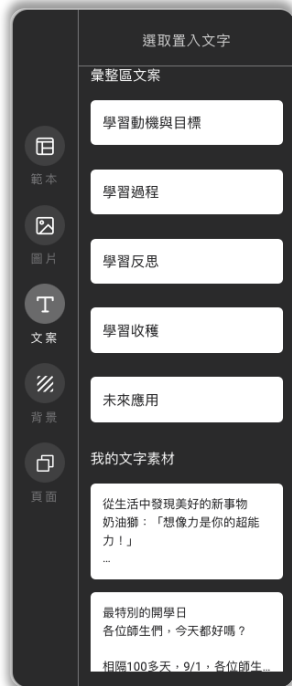 選取置入文字
彙整區文案
學習動機與目標
學習過程
學習反思
學習收穫
未來應用
我的文字素材
從生活中發現美好的新事物
奶油獅：「想像力是你的超能
力！」
...
最特別的開學日
各位師生們，今天都好嗎？
相隔100多天，9/1，各位師生...
範本
圖片
文案
背景
頁面